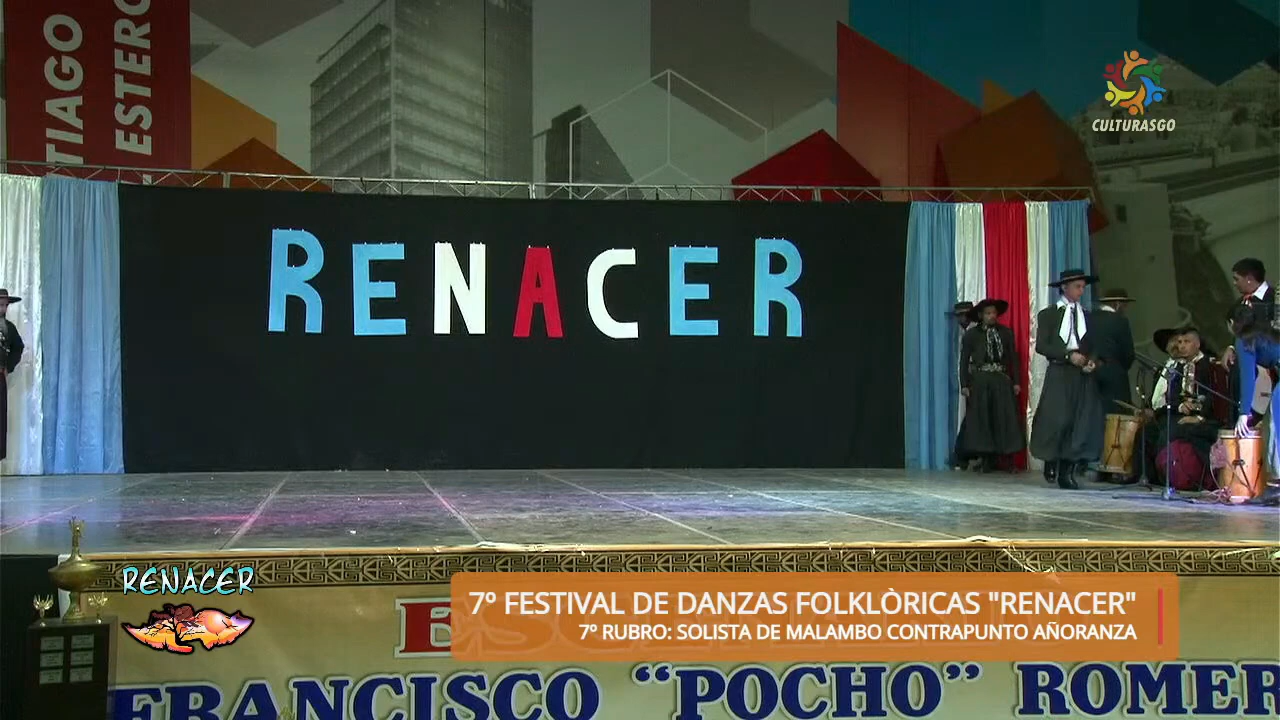 TIAGO
ESTERO
CULTURASGO
RENACER
RENACER
7º FESTIVAL DE DANZAS FOLKLÒRICAS "RENACER"
7º RUBRO: SOLISTA DE MALAMBO CONTRAPUNTO AÑORANZA
FRANCISCO “POCHO” ROMER